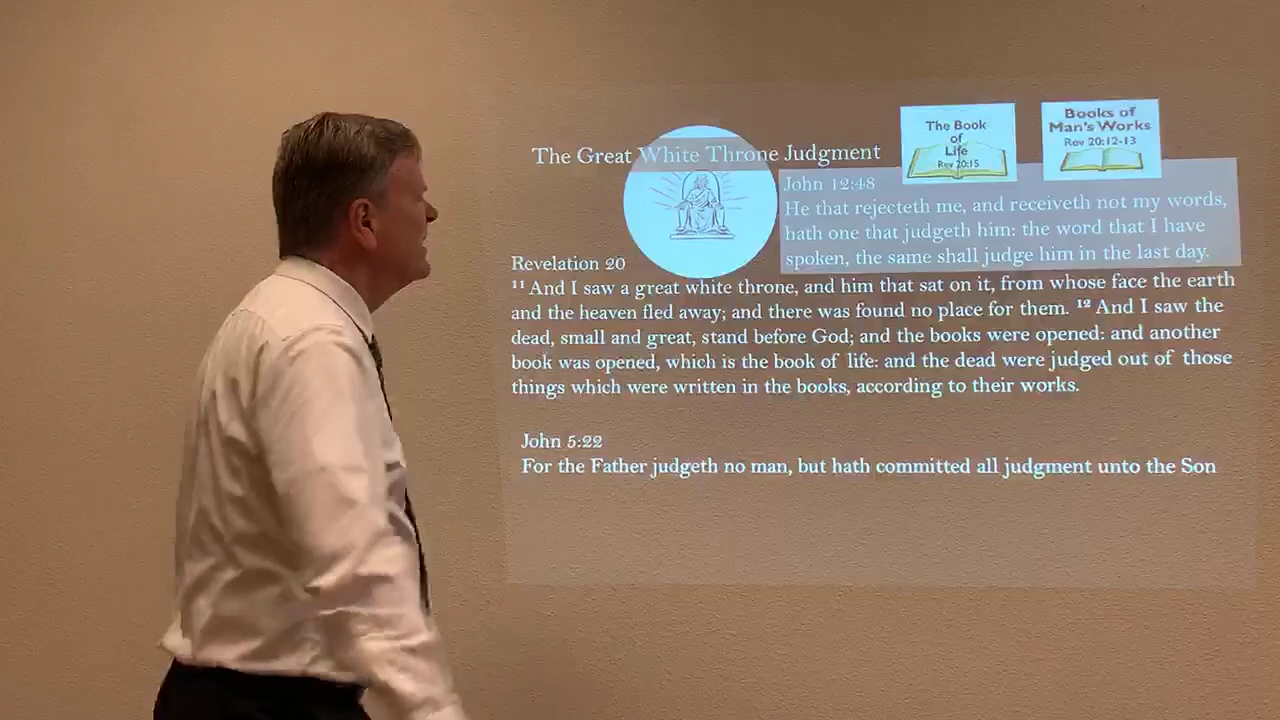 The Great White Throne Judgment
The Book
of
Life
Rev 20:15
Books of
Man's Works
Rev 20:12-13
John 12:48
He that rejecteth me, and receiveth not my words,
hath one that judgeth him: the word that I have
spoken, the same shall judge him in the last day.
Revelation 20
¹¹ And I saw a great white throne, and him that sat on it, from whose face the earth
and the heaven fled away; and there was found no place for them. ¹² And I saw the
dead, small and great, stand before God; and the books were opened: and another
book was opened, which is the book of life: and the dead were judged out of those
things which were written in the books, according to their works.
John 5:22
For the Father judgeth no man, but hath committed all judgment unto the Son